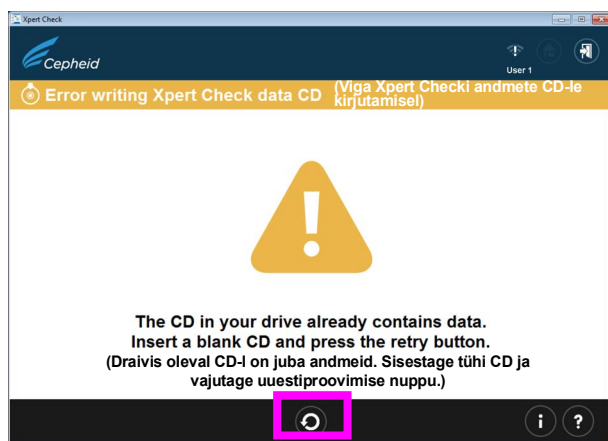 Xpert Check
Cepheid
User 1
Error writing Xpert Check data CD (Viga Xpert Checki andmete CD-le
kirjutamisel)
!
The CD in your drive already contains data.
Insert a blank CD and press the retry button.
(Draivis oleval CD-l on juba andmeid. Sisestage tühi CD ja
vajutage uuestiproovimise nuppu.)
i ?